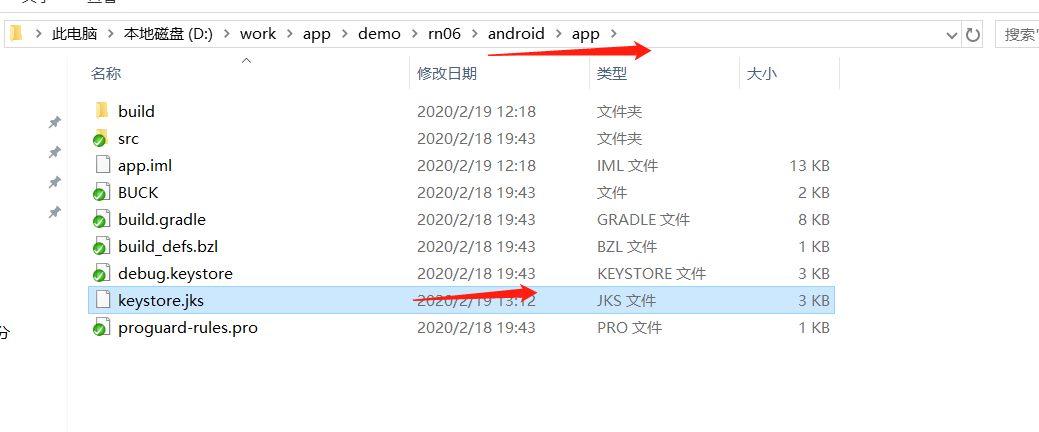 此电脑 > 本地磁盘 (D:) > work > app > demo > rn06 > android > app >
搜索"
名称 修改日期 类型 大小
build 2020/2/19 12:18 文件夹
src 2020/2/18 19:43 文件夹
app.iml 2020/2/19 12:18 IML 文件 13 KB
BUCK 2020/2/18 19:43 文件 2 KB
build.gradle 2020/2/18 19:43 GRADLE 文件 8 KB
build_defs.bzl 2020/2/18 19:43 BZL 文件 1 KB
debug.keystore 2020/2/18 19:43 KEYSTORE 文件 3 KB
keystore.jks 2020/2/19 13:12 JKS 文件 3 KB
proguard-rules.pro 2020/2/18 19:43 PRO 文件 1 KB
分